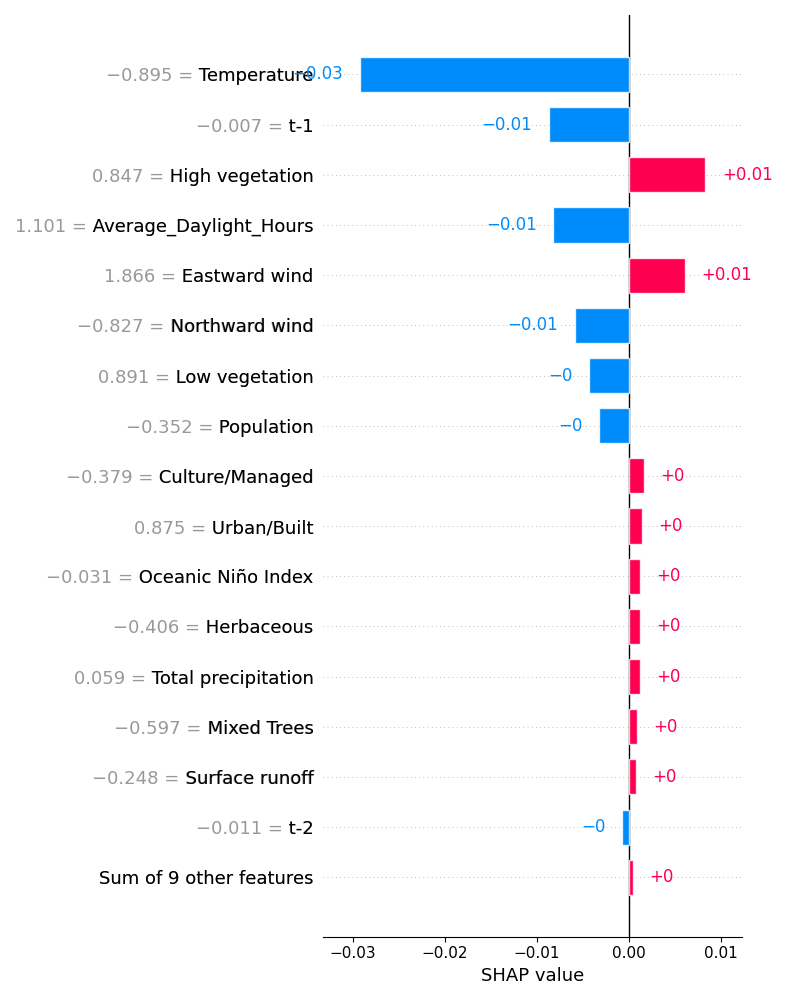 −0.895 = Temperature −0.03
−0.007 = t-1 −0.01
0.847 = High vegetation +0.01
1.101 = Average_Daylight_Hours −0.01
1.866 = Eastward wind +0.01
−0.827 = Northward wind −0.01
0.891 = Low vegetation −0
−0.352 = Population −0
−0.379 = Culture/Managed +0
0.875 = Urban/Built +0
−0.031 = Oceanic Niño Index +0
−0.406 = Herbaceous +0
0.059 = Total precipitation +0
−0.597 = Mixed Trees +0
−0.248 = Surface runoff +0
−0.011 = t-2 −0
Sum of 9 other features +0
−0.03 −0.02 −0.01 0.00 0.01
SHAP value